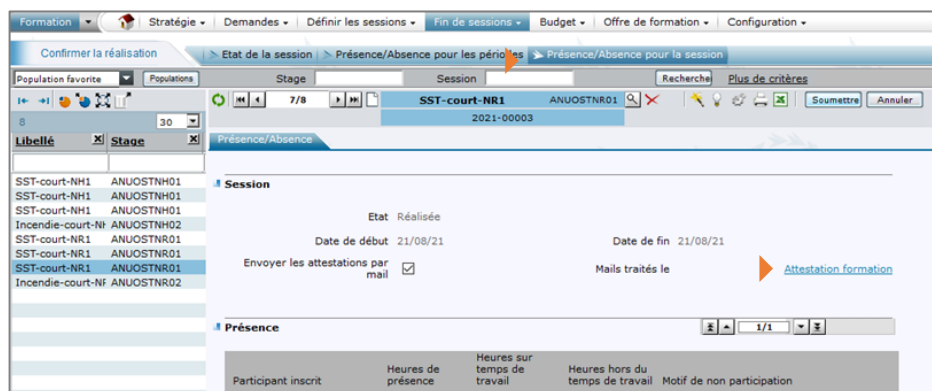 Formation Stratégie Demandes Définir les sessions Fin de sessions Budget Offre de formation Configuration
Confirmer la réalisation Etat de la session Présence/Absence pour les périodes Présence/Absence pour la session
Population favorite Populations Stage Session Recherche Plus de critères
7/8 SST-court-NR1 ANUOSTNR01 Soumettre Annuler
2021-00003
8 30
Libellé Stage
Présence/Absence
SST-court-NH1 ANUOSTNH01
SST-court-NH1 ANUOSTNH01
SST-court-NH1 ANUOSTNH01
Incendie-court-NH ANUOSTNH02
SST-court-NR1 ANUOSTNR01
SST-court-NR1 ANUOSTNR01
SST-court-NR1 ANUOSTNR01
Incendie-court-NF ANUOSTNR02
Session
Etat Réalisée
Date de début 21/08/21 Date de fin 21/08/21
Envoyer les attestations par mail Mails traités le Attestation formation
Présence 1/1
Participant inscrit
Heures de présence
Heures sur temps de travail
Heures hors du temps de travail
Motif de non participation